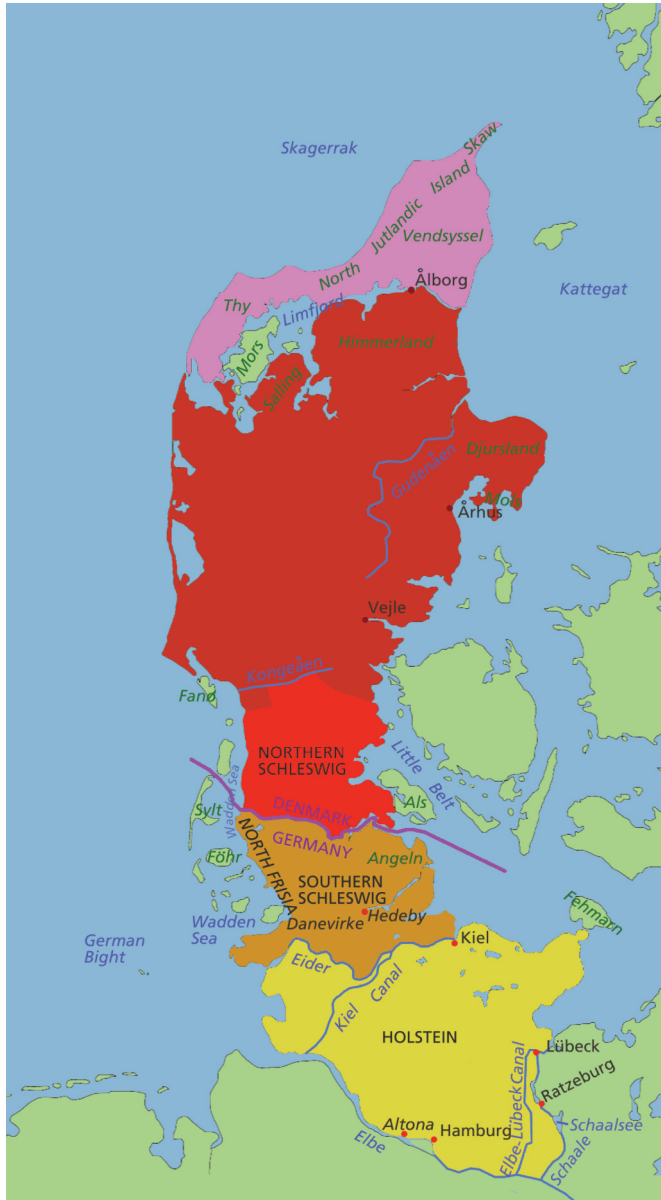 Skaw
Skagerrak
Island
Jutlandic
Vendsyssel
North
Ålborg
Kattegat
Thy
Limfjord
Himmerland
Mors
Salling
Djursland
Gudenåen
Mols
Århus
Vejle
Kongeåen
Fanø
NORTHERN
SCHLESWIG
Little
Belt
Wadden Sea
Als
Sylt
DENMARK
GERMANY
NORTH FRISIA
Angeln
Föhr
SOUTHERN
SCHLESWIG
Fehmarn
Hedeby
Danevirke
Wadden
Sea
German
Bight
Kiel
Eider
Kiel Canal
HOLSTEIN
Lübeck
Elbe-Lübeck Canal
Ratzeburg
Schaalsee
Altona
Hamburg
Elbe
Schaale